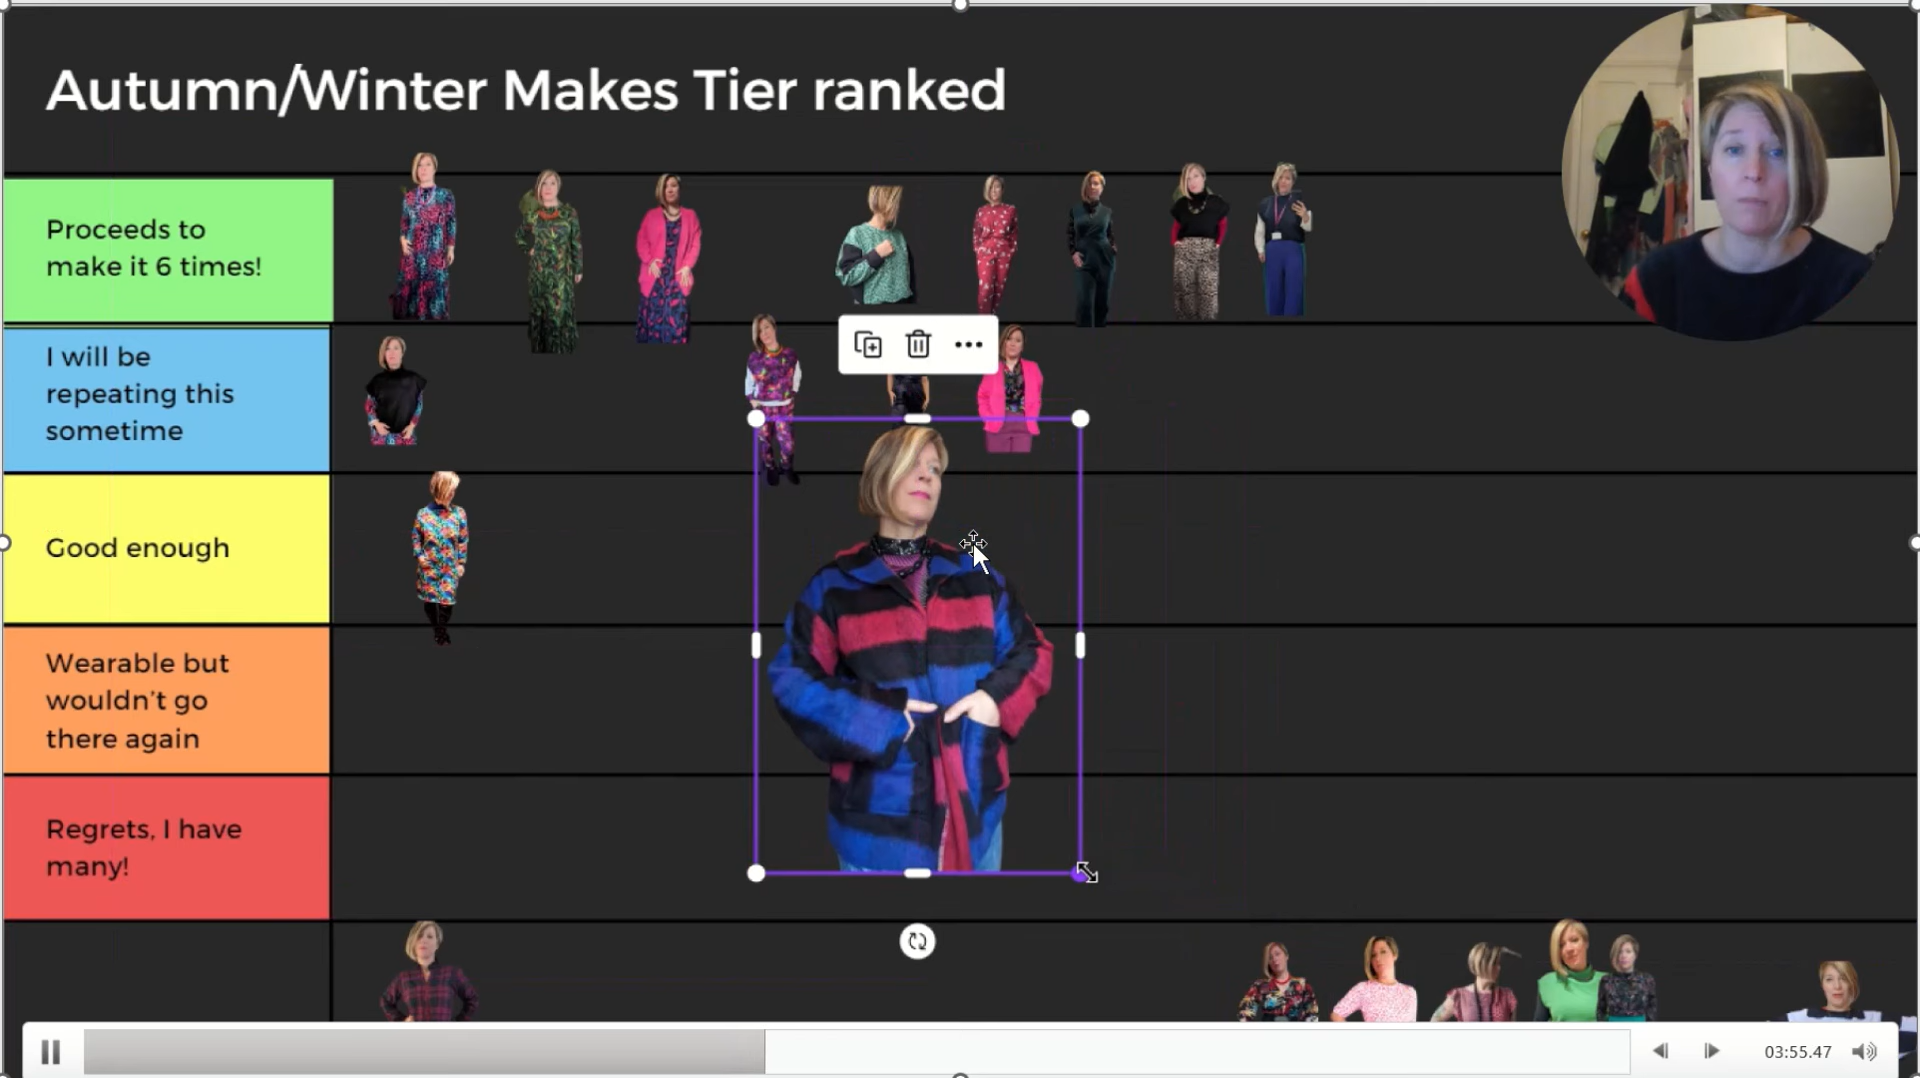 Autumn/Winter Makes Tier ranked
Proceeds to
make it 6 times!
I will be
repeating this
sometime
Good enough
Wearable but
wouldn't go
there again
Regrets, I have
many!
03:55.47